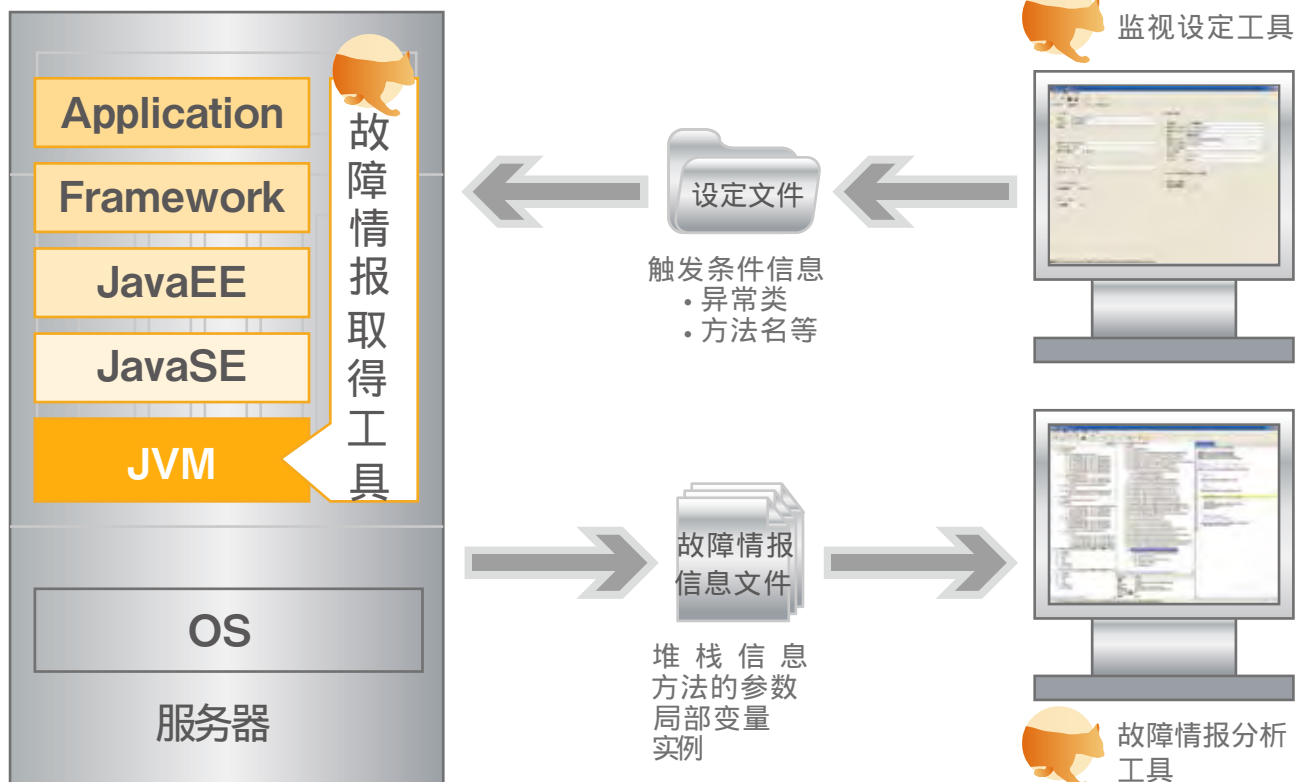 Application
Framework
JavaEE
JavaSE
JVM
故障情报取得工具
OS
服务器
设定文件
触发条件信息
• 异常类
• 方法名等
监视设定工具
故障情报
信息文件
堆栈信息
方法的参数
局部变量
实例
故障情报分析
工具